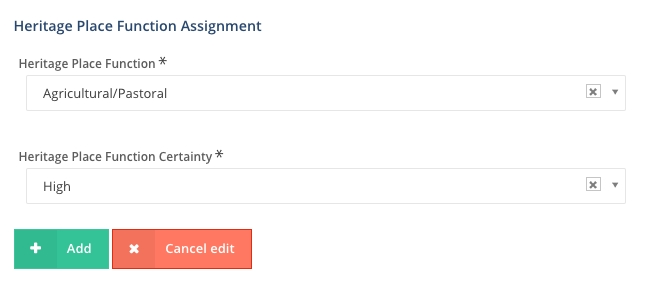 Heritage Place Function Assignment
Heritage Place Function *
Agricultural/Pastoral
Heritage Place Function Certainty *
High
Add
Cancel edit